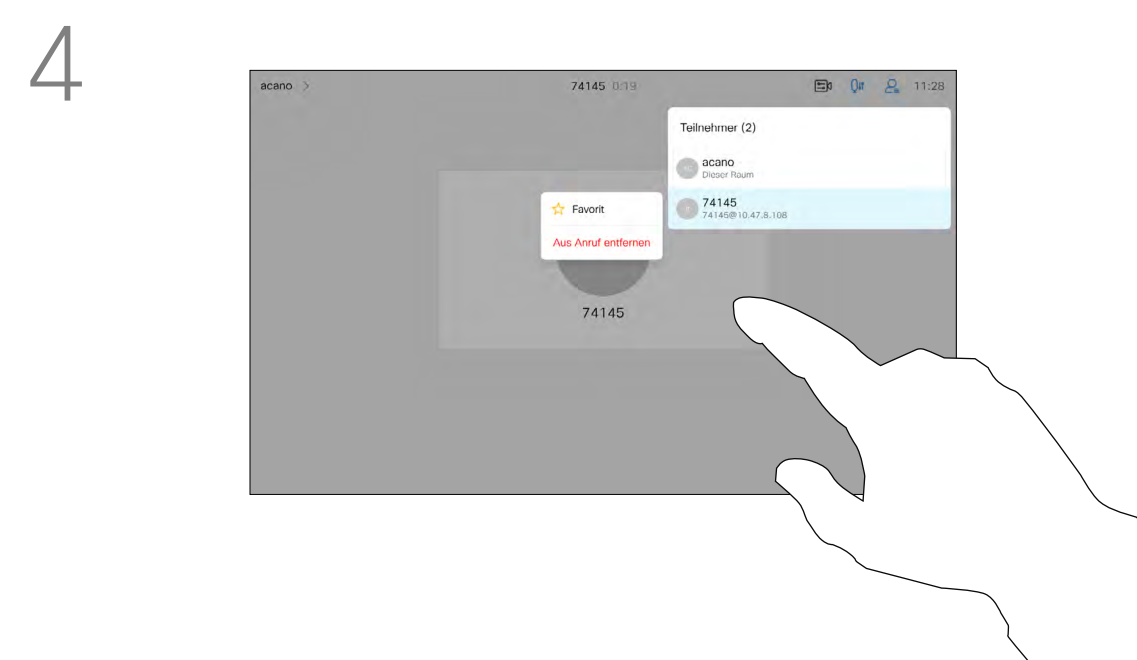 4
acano >
74145 0:19
11:28
Teilnehmer (2)
acano
Dieser Raum
74145
74145@10.47.8.108
Favorit
Aus Anruf entfernen
74145